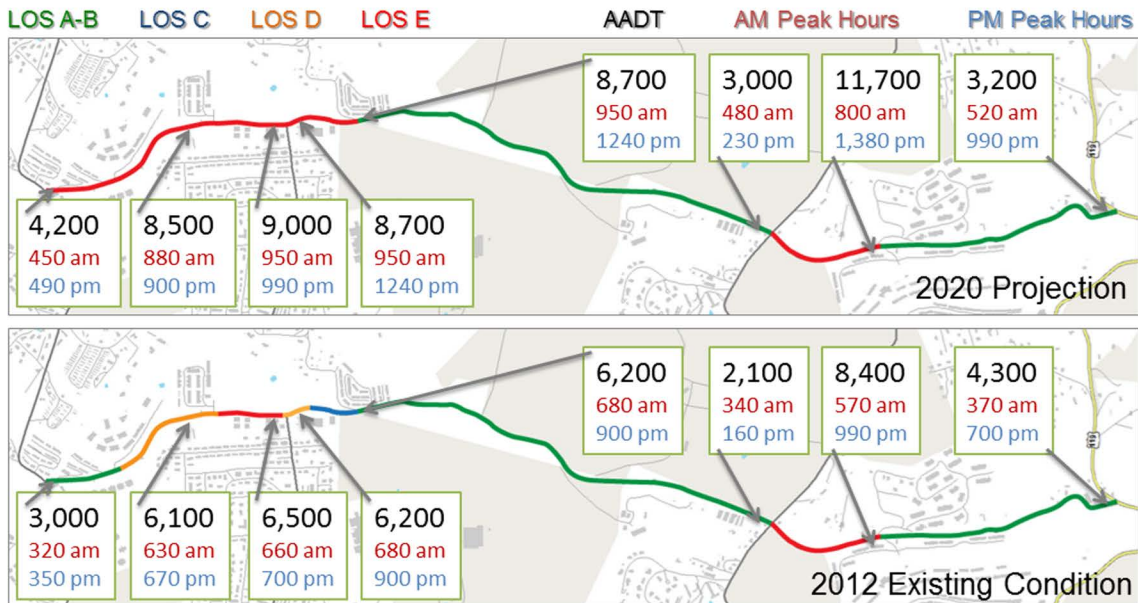 LOS A-B LOS C LOS D LOS E AADT AM Peak Hours PM Peak Hours
8,700
950 am
1240 pm
3,000
480 am
230 pm
11,700
800 am
1,380 pm
3,200
520 am
990 pm
119
4,200
450 am
490 pm
8,500
880 am
900 pm
9,000
950 am
990 pm
8,700
950 am
1240 pm
2020 Projection
6,200
680 am
900 pm
2,100
340 am
160 pm
8,400
570 am
990 pm
4,300
370 am
700 pm
119
3,000
320 am
350 pm
6,100
630 am
670 pm
6,500
660 am
700 pm
6,200
680 am
900 pm
2012 Existing Condition